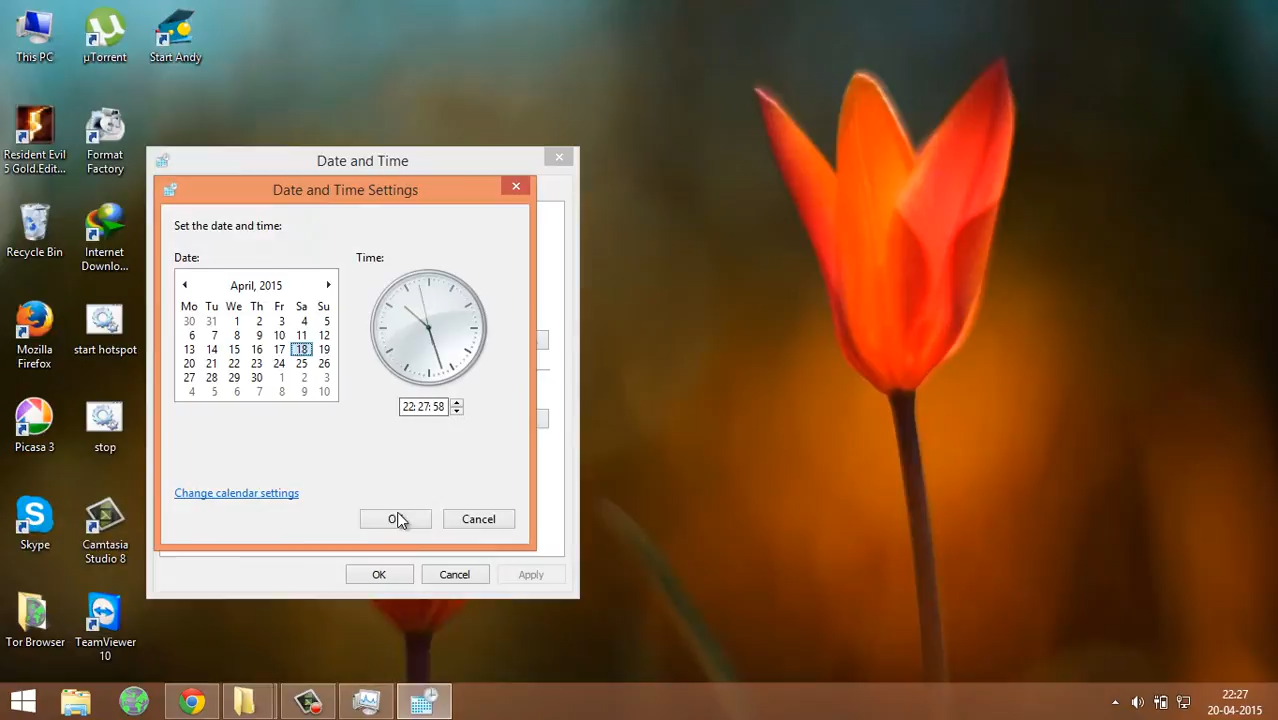 This PC
µTorrent
Start Andy
Resident Evil
5 Gold.Edit...
Format
Factory
Recycle Bin
Internet
Downlo...
Mozilla
Firefox
start hotspot
Picasa 3
stop
Skype
Camtasia
Studio 8
Tor Browser
TeamViewer
10
Date and Time
Date and Time Settings
Set the date and time:
Date:
Time:
April, 2015
Mo Tu We Th Fr Sa Su
30 31 1 2 3 4 5
6 7 8 9 10 11 12
13 14 15 16 17 18 19
20 21 22 23 24 25 26
27 28 29 30 1 2 3
4 5 6 7 8 9 10
22: 27: 58
Change calendar settings
Cancel
OK
Cancel
Apply
22:27
20-04-2015